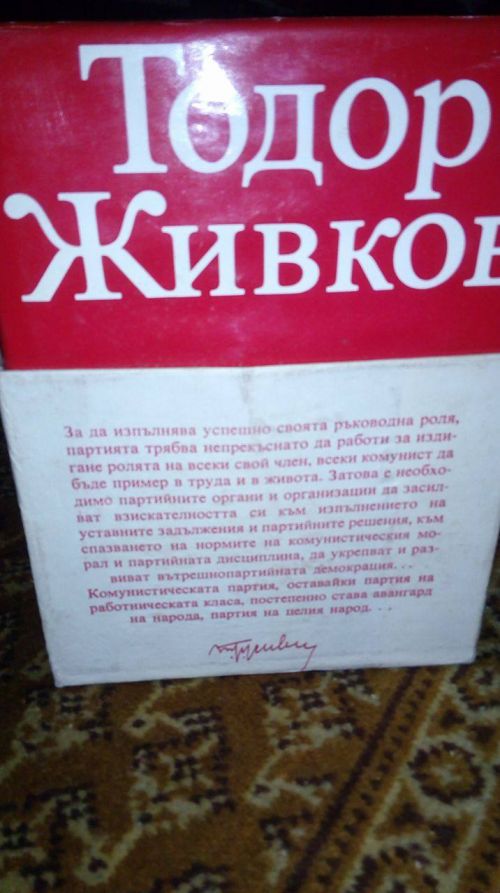 Тодор
Живков
За да изпълнява успешно своята ръководна роля,
партията трябва непрекъснато да работи за изди-
гане ролята на всеки свой член, всеки комунист да
бъде пример в труда и в живота. Затова е необхо-
димо партийните органи и организации да засил-
ват взискателността си към изпълнението на
уставните задължения и партийните решения, към
спазването на нормите на комунистическия мо-
рал и партийната дисциплина, да укрепват и раз-
виват вътрешнопартийната демокрация. . .
Комунистическата партия, оставайки партия на
работническата класа, постепенно става авангард
на народа, партия на целия народ. . .